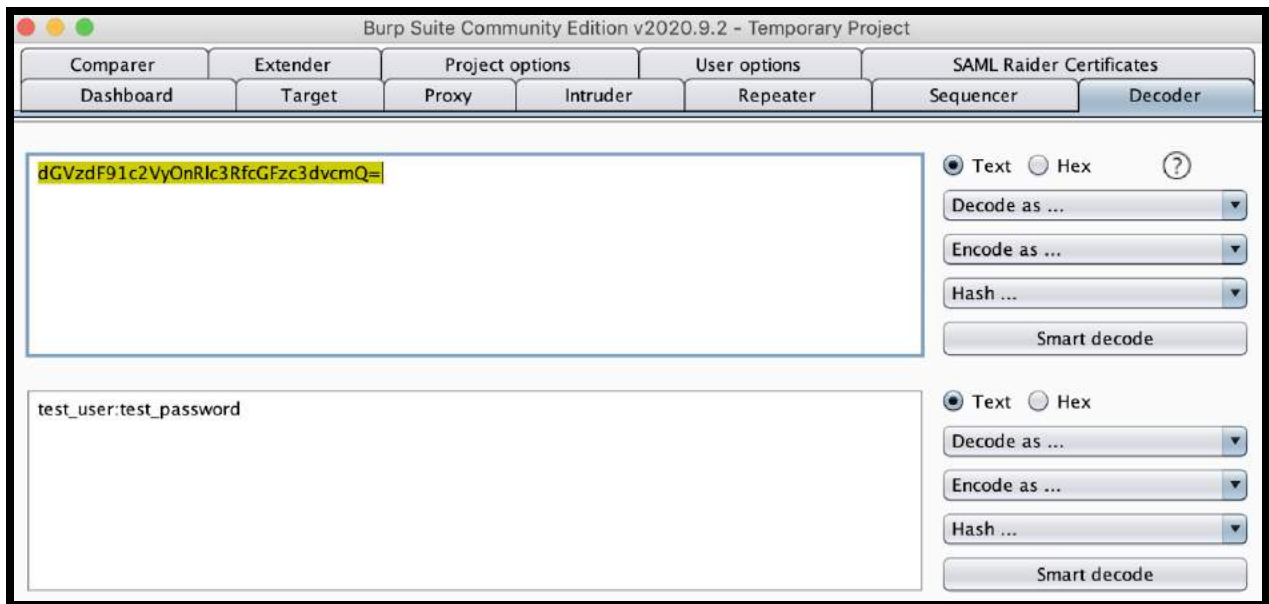 Burp Suite Community Edition v2020.9.2 - Temporary Project
Comparer Extender Project options User options SAML Raider Certificates
Dashboard Target Proxy Intruder Repeater Sequencer Decoder
dGVzdF91c2VyOnRlc3RfcGFzc3dvcmQ=
Text Hex ?
Decode as ...
Encode as ...
Hash ...
Smart decode
test_user:test_password
Text Hex
Decode as ...
Encode as ...
Hash ...
Smart decode